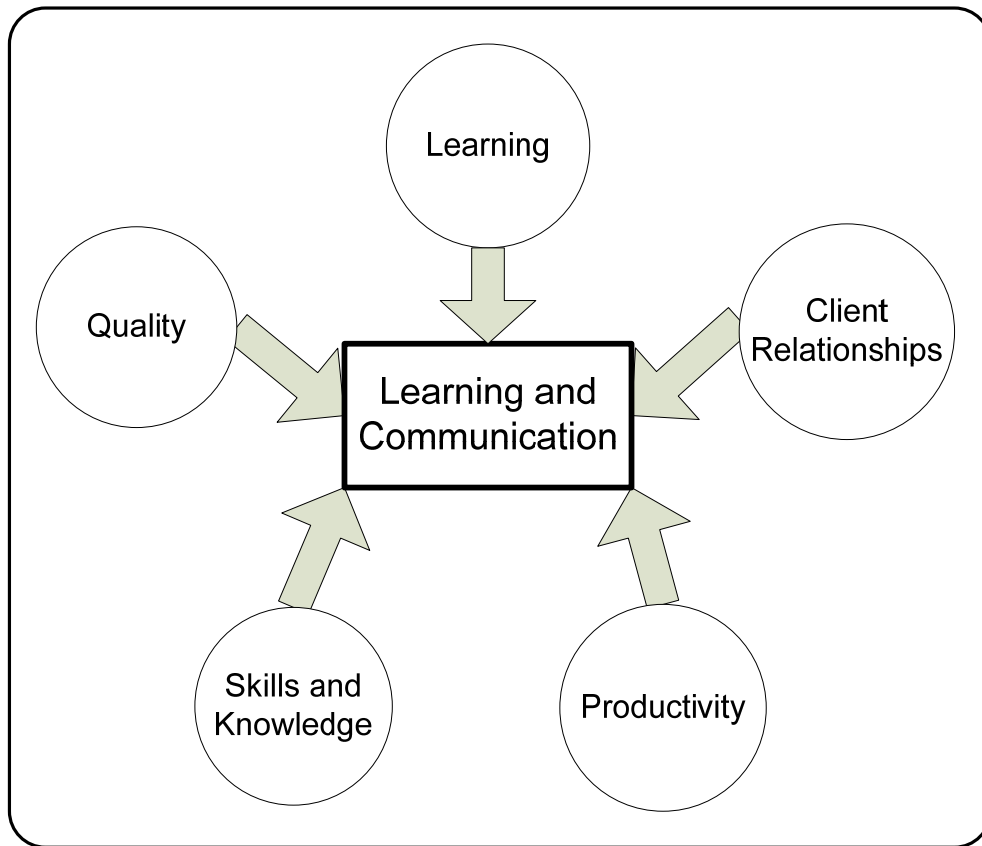 Learning
Quality
Client
Relationships
Learning and
Communication
Skills and
Knowledge
Productivity